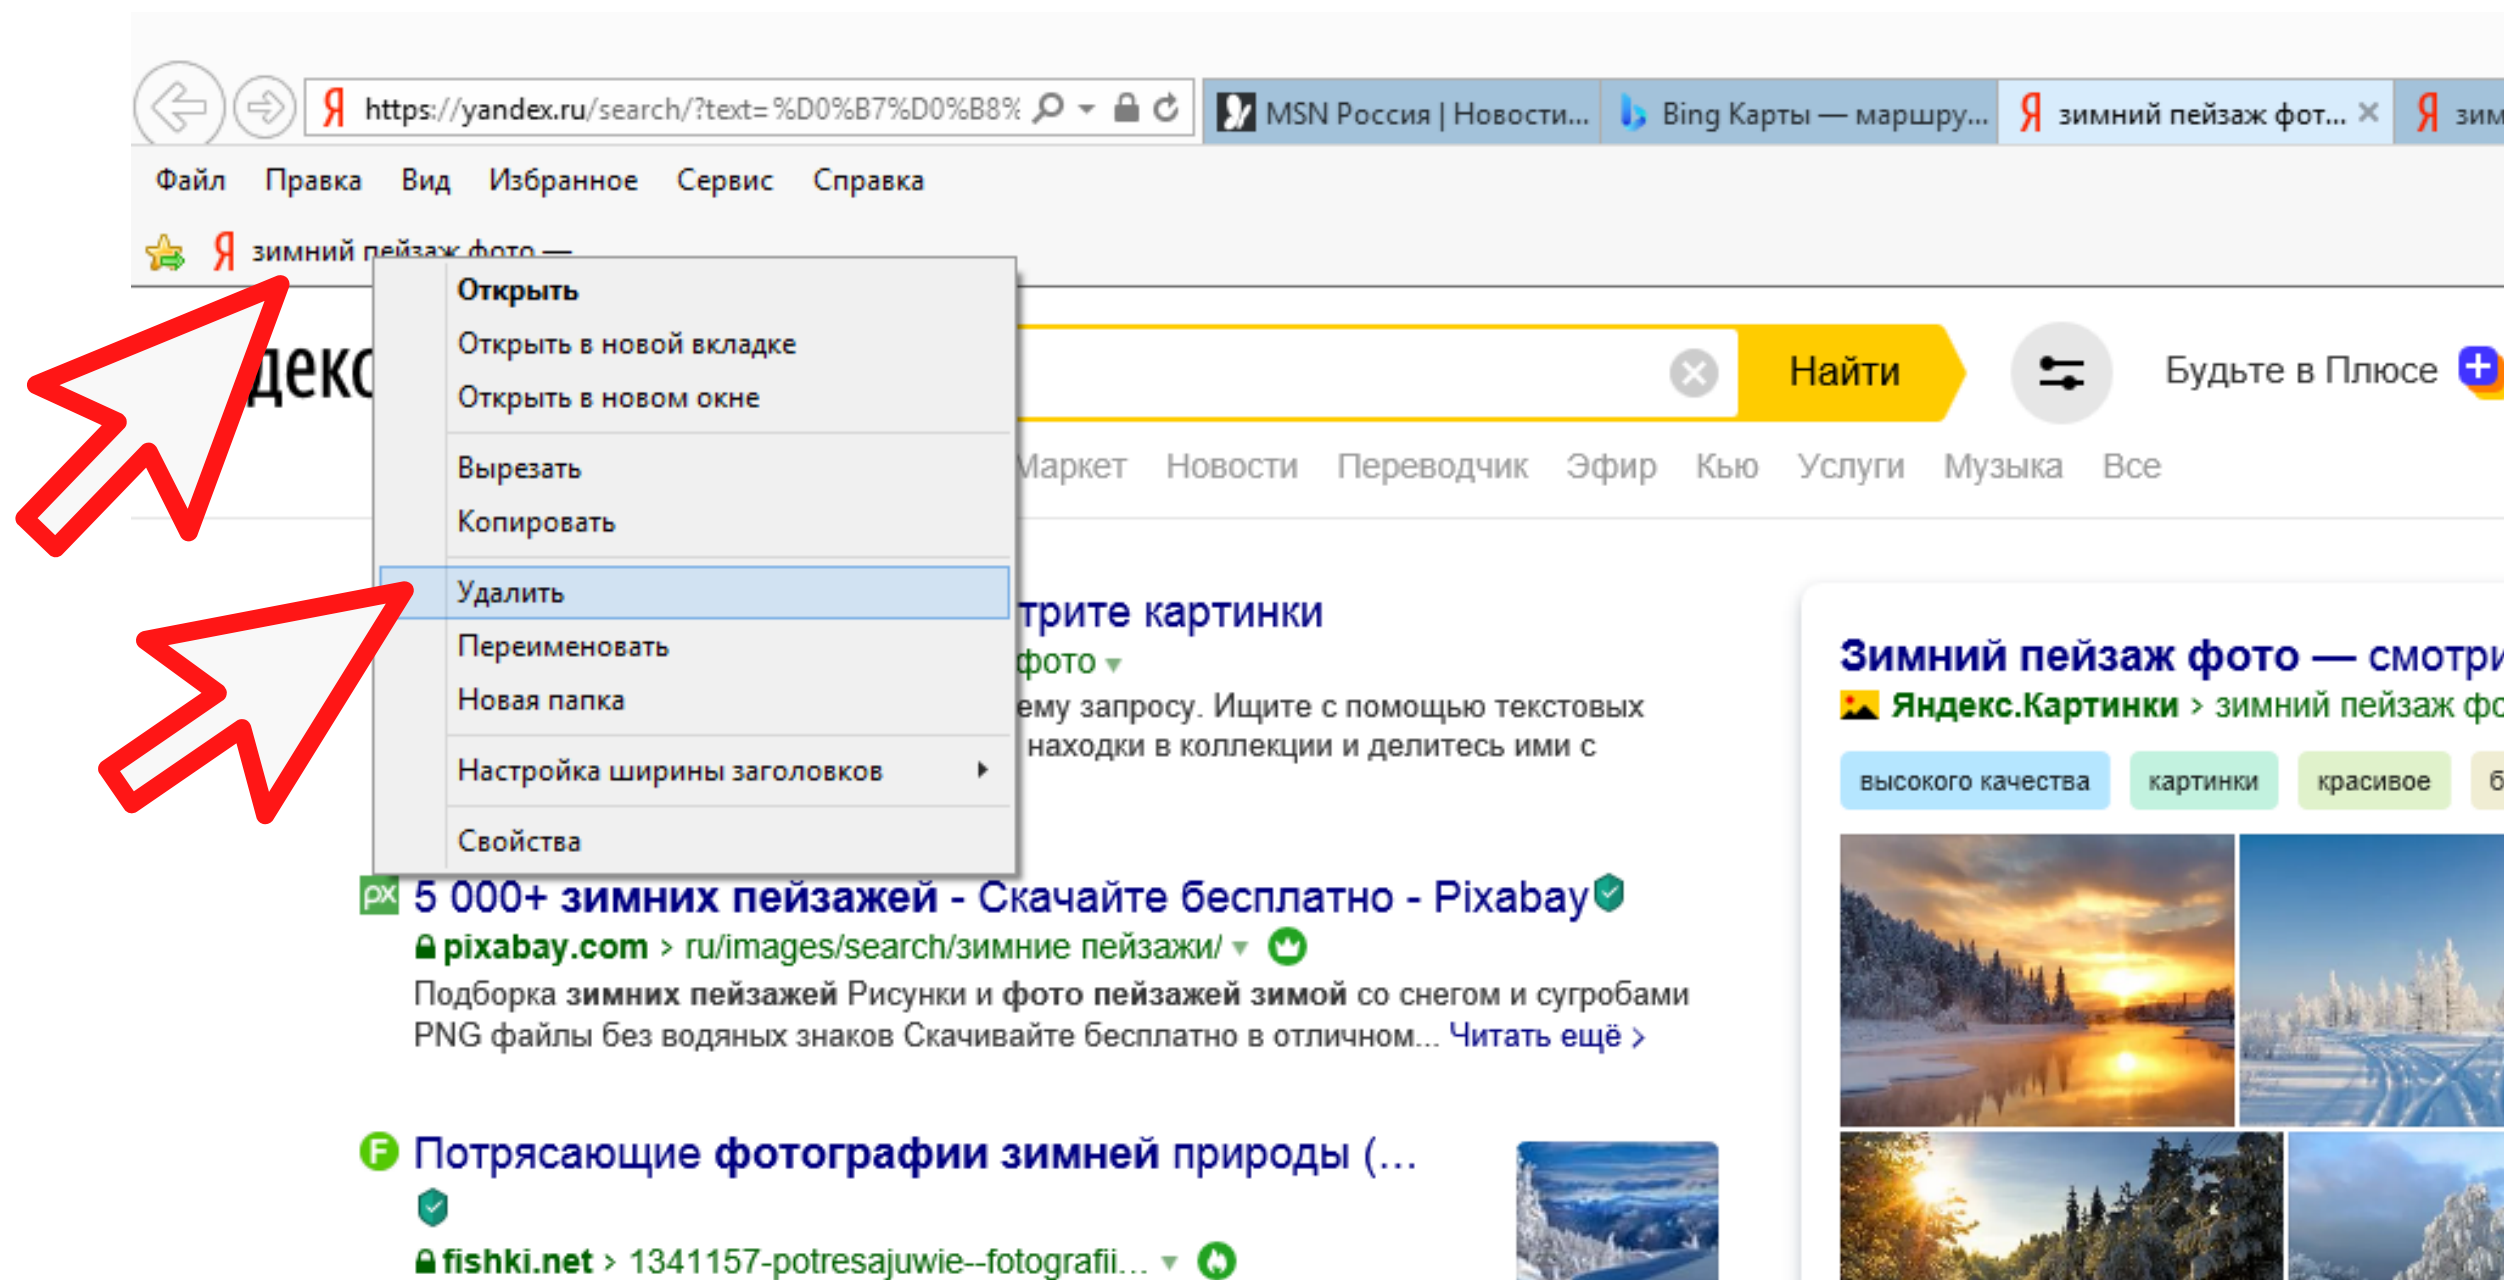 Я https://yandex.ru/search/?text=%D0%B7%D0%B8% MSN Россия | Новости... Bing Карты — маршру... Я зимний пейзаж фот... Я зим
Файл Правка Вид Избранное Сервис Справка
Я зимний пейзаж фото —
Открыть
Открыть в новой вкладке
Открыть в новом окне
Вырезать
Копировать
Удалить
Переименовать
Новая папка
Настройка ширины заголовков
Свойства
декс
Найти Будьте в Плюсе
Маркет Новости Переводчик Эфир Кью Услуги Музыка Все
трите картинки
фото
ему запросу. Ищите с помощью текстовых
находки в коллекции и делитесь ими с
px 5 000+ зимних пейзажей - Скачайте бесплатно - Pixabay
pixabay.com > ru/images/search/зимние пейзажи/
Подборка зимних пейзажей Рисунки и фото пейзажей зимой со снегом и сугробами
PNG файлы без водяных знаков Скачивайте бесплатно в отличном... Читать ещё >
F Потрясающие фотографии зимней природы (...
fishki.net > 1341157-potresajuwie--fotografii...
Зимний пейзаж фото — смотри
Яндекс.Картинки > зимний пейзаж фо
высокого качества картинки красивое б